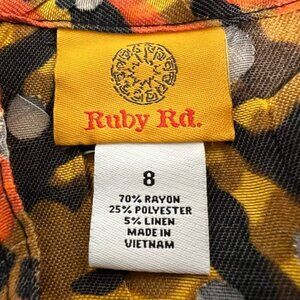 Ruby Rd.
8
70% RAYON
25% POLYESTER
5% LINEN
MADE IN
VIETNAM